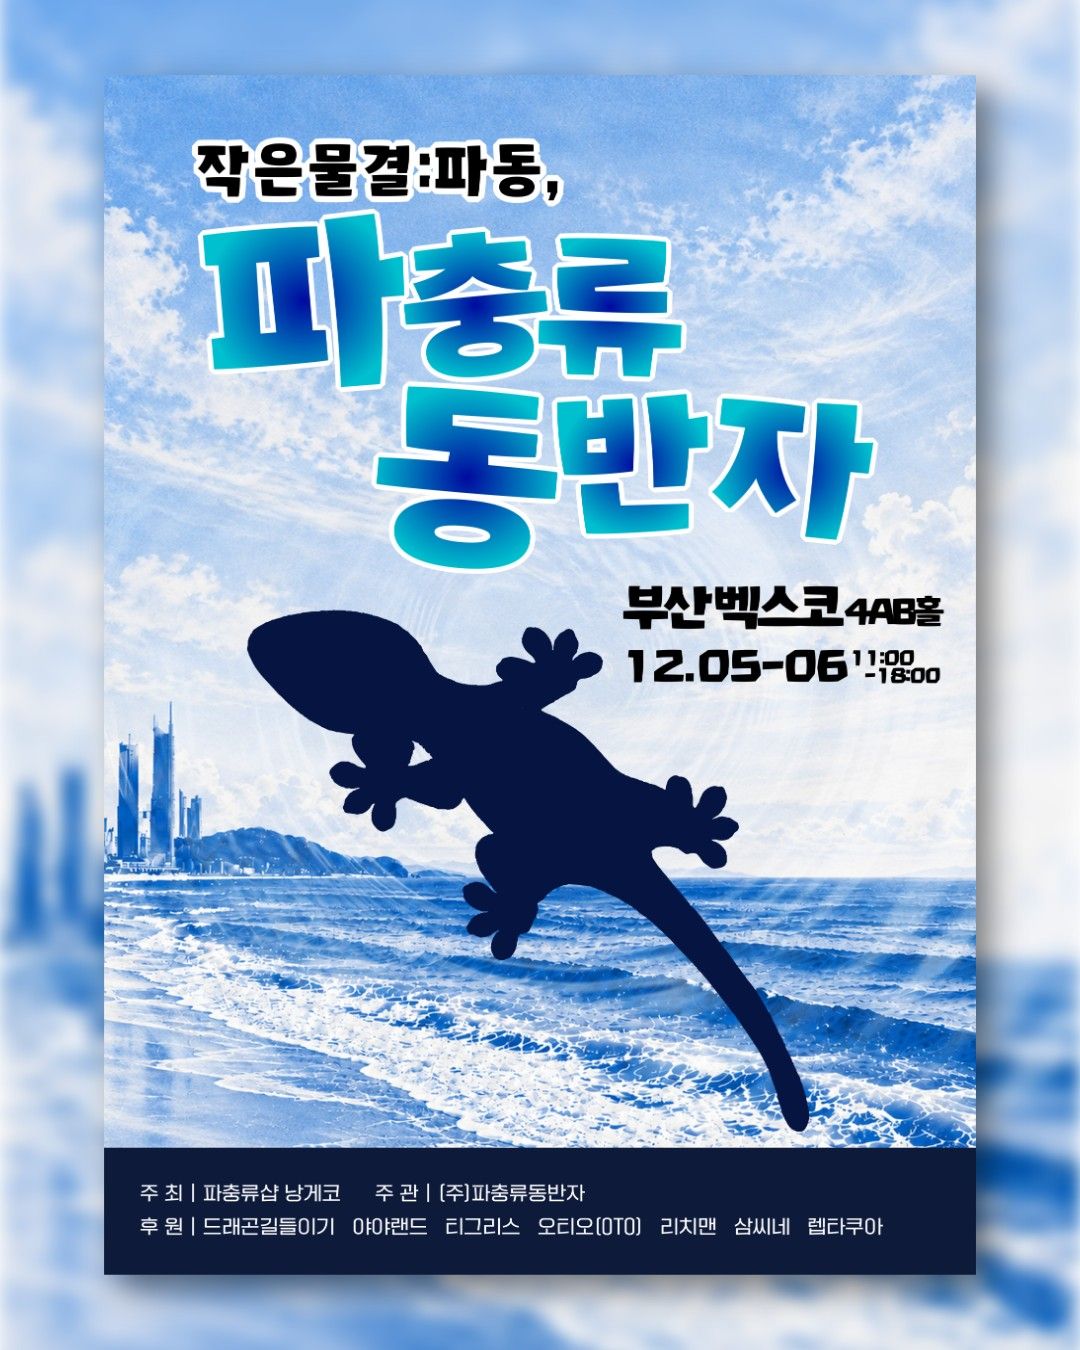 작은물결:파동,
파충류
동반자
부산벡스코 4AB홀
12.05-06 11:00
-18:00
주 최 | 파충류샵 낭게코 주 관 | (주)파충류동반자
후 원 | 드래곤길들이기 야야랜드 티그리스 오티오(OTO) 리치맨 삼씨네 렙타쿠아